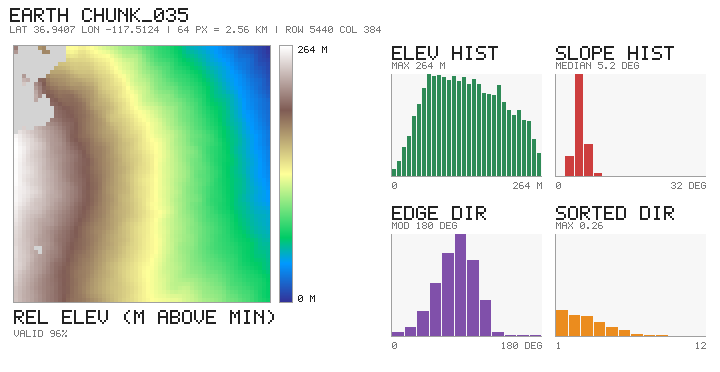 EARTH CHUNK_035
LAT 36.9407 LON -117.5124 | 64 PX = 2.56 KM | ROW 5440 COL 384
264 M
0 M
REL ELEV (M ABOVE MIN)
VALID 96%
ELEV HIST
MAX 264 M
0 264 M
SLOPE HIST
MEDIAN 5.2 DEG
0 32 DEG
EDGE DIR
MOD 180 DEG
0 180 DEG
SORTED DIR
MAX 0.26
1 12